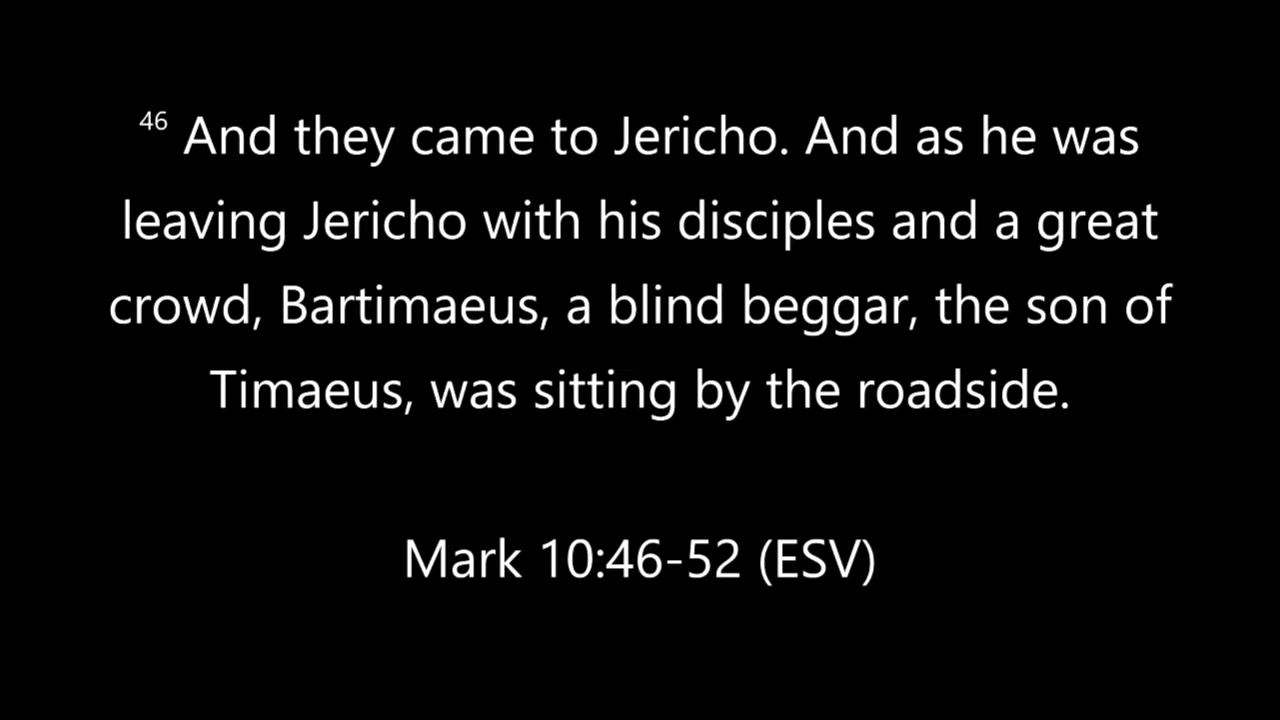 46 And they came to Jericho. And as he was
leaving Jericho with his disciples and a great
crowd, Bartimaeus, a blind beggar, the son of
Timaeus, was sitting by the roadside.
Mark 10:46-52 (ESV)